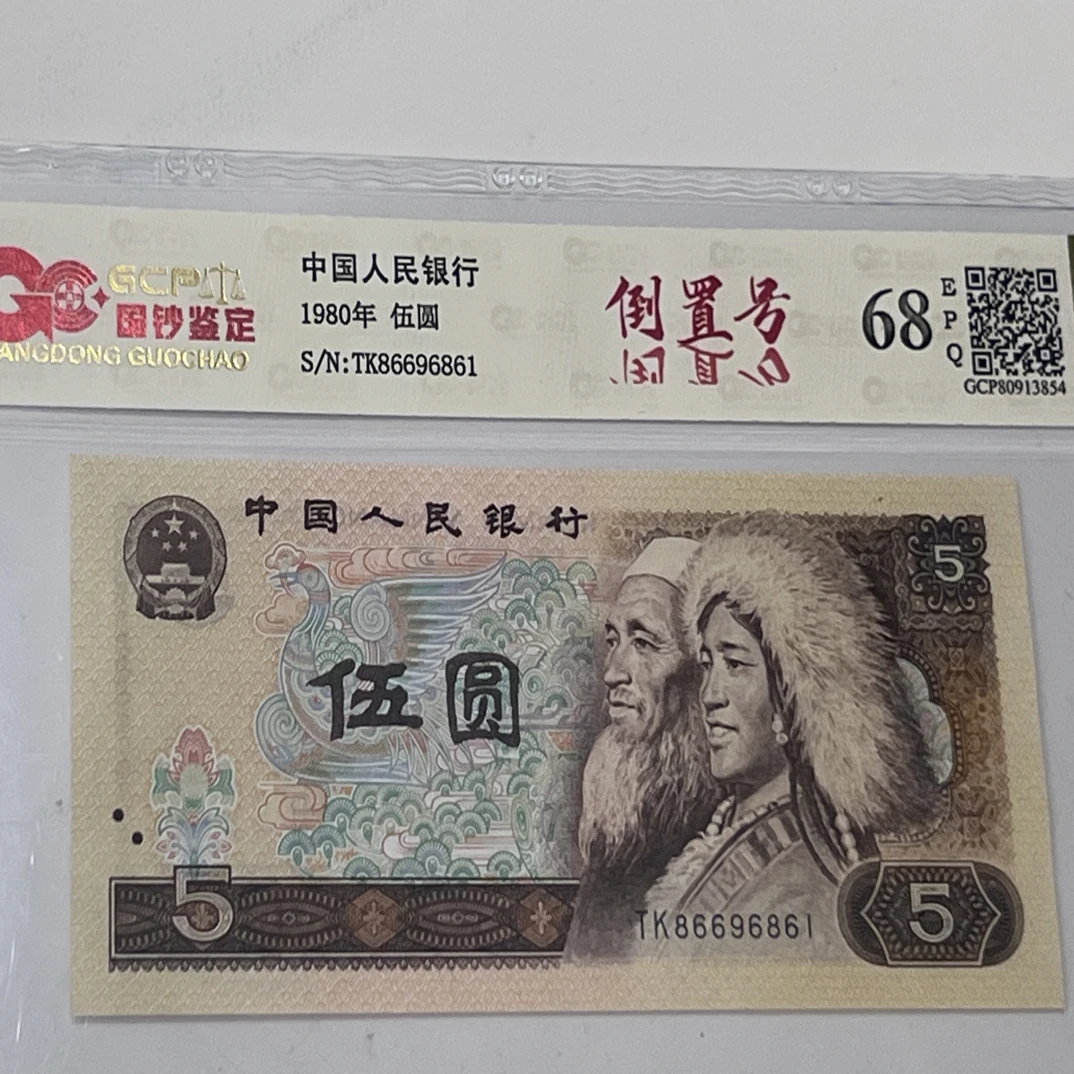 GCP
国钞鉴定
ANGDONG GUOCHAO
中国人民银行
1980年 伍圆
S/N:TK86696861
倒置号
68
EPQ
GCP80913854
中国人民银行
5
伍圆
5
TK86696861
5